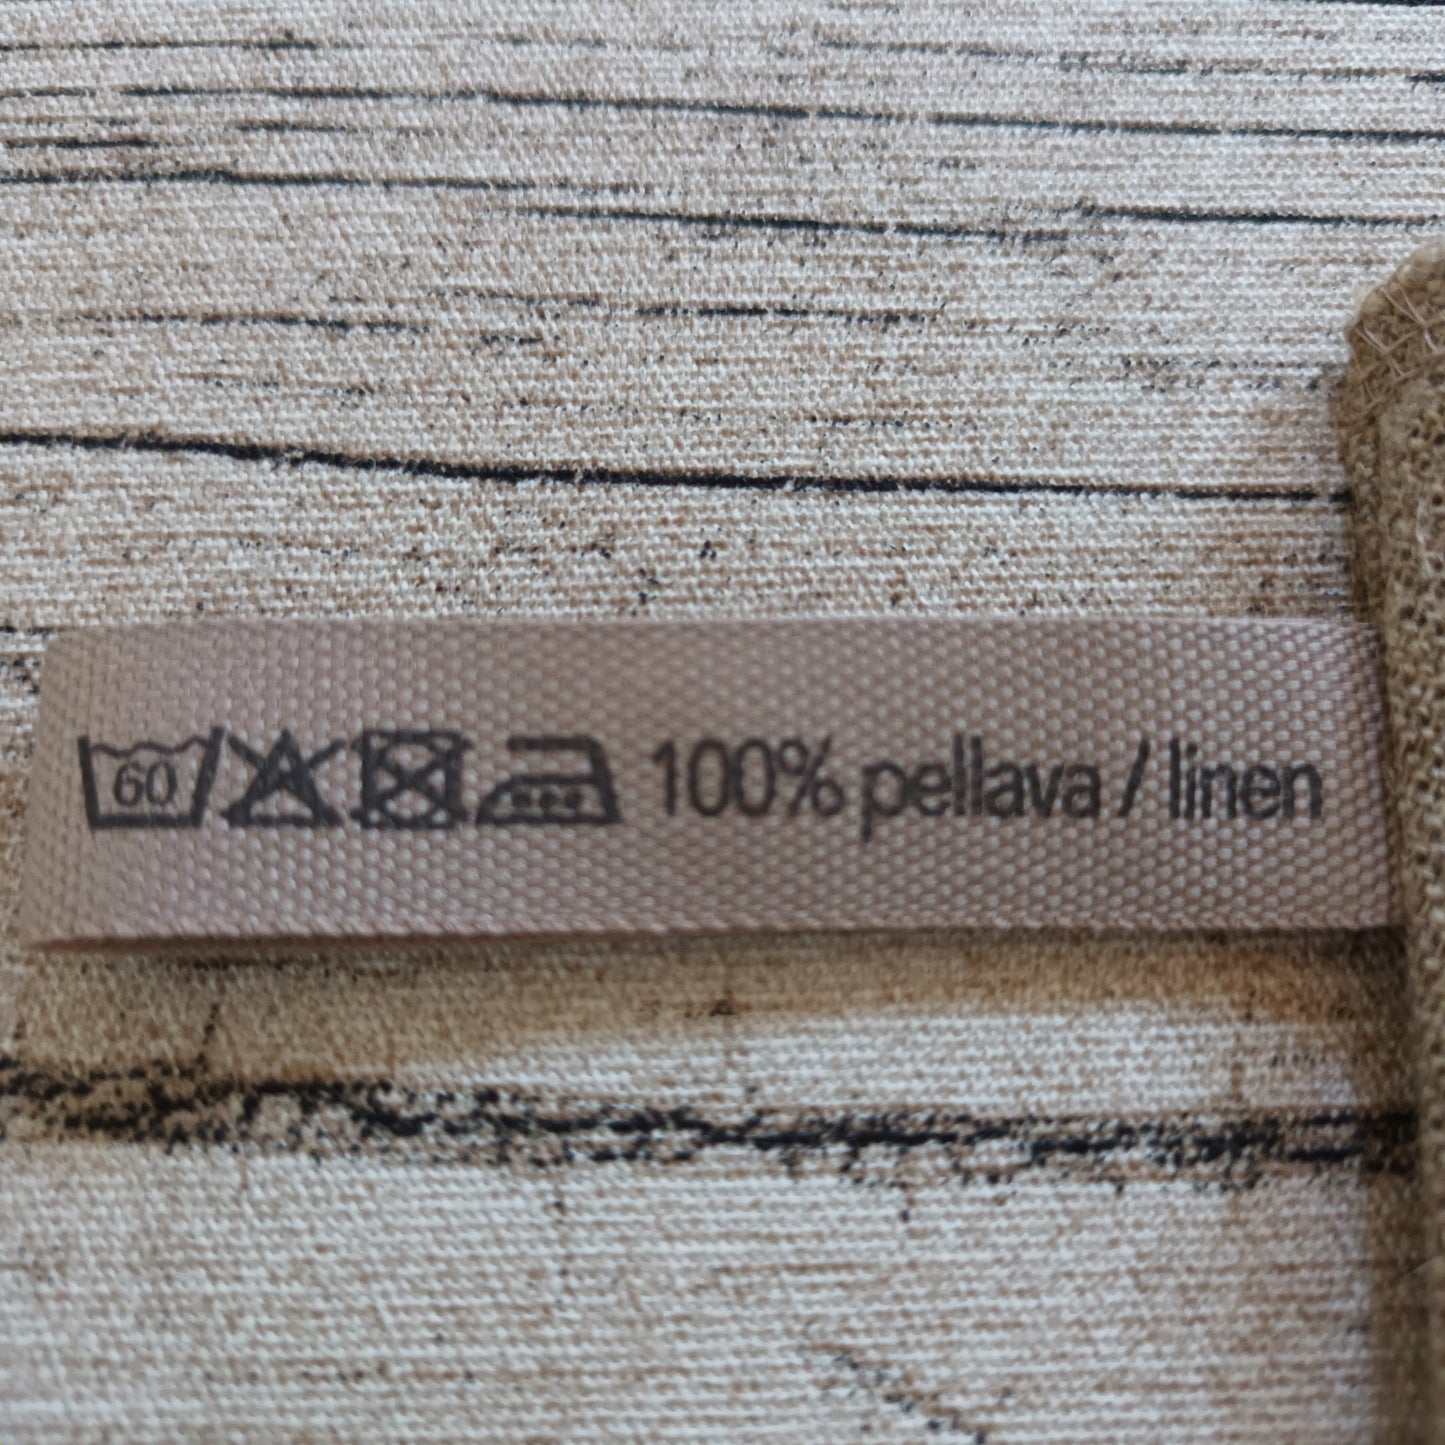 60 100% pellava / linen